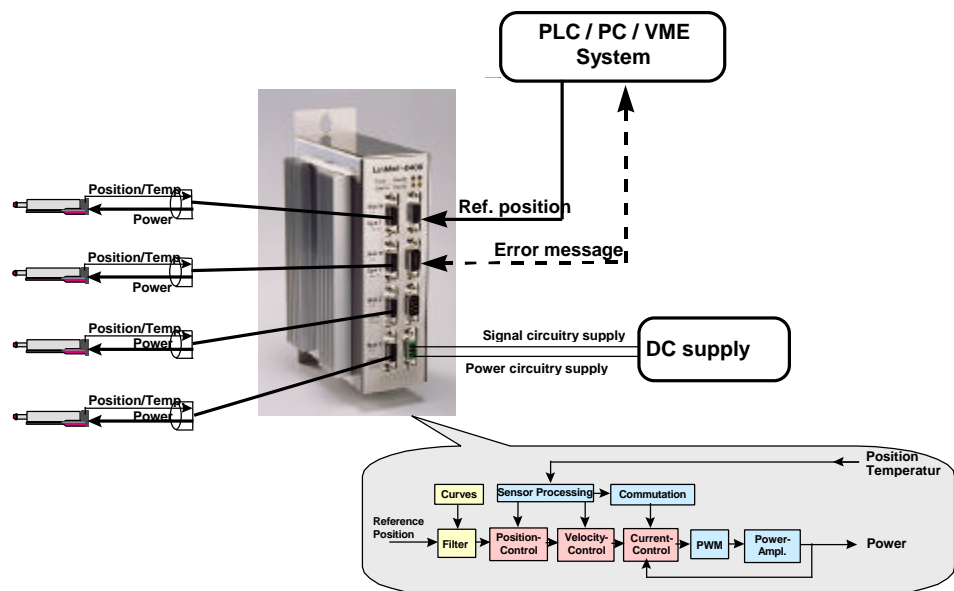 PLC / PC / VME
System
Position/Temp
Power
Ref. position
Error message
Position/Temp
Power
Position/Temp
Power
Signal circuitry supply
DC supply
Power circuitry supply
Position/Temp
Power
Position
Temperatur
Curves
Sensor Processing
Commutation
Reference
Position
Filter
Position-
Control
Velocity-
Control
Current-
Control
PWM
Power-
Ampl.
Power